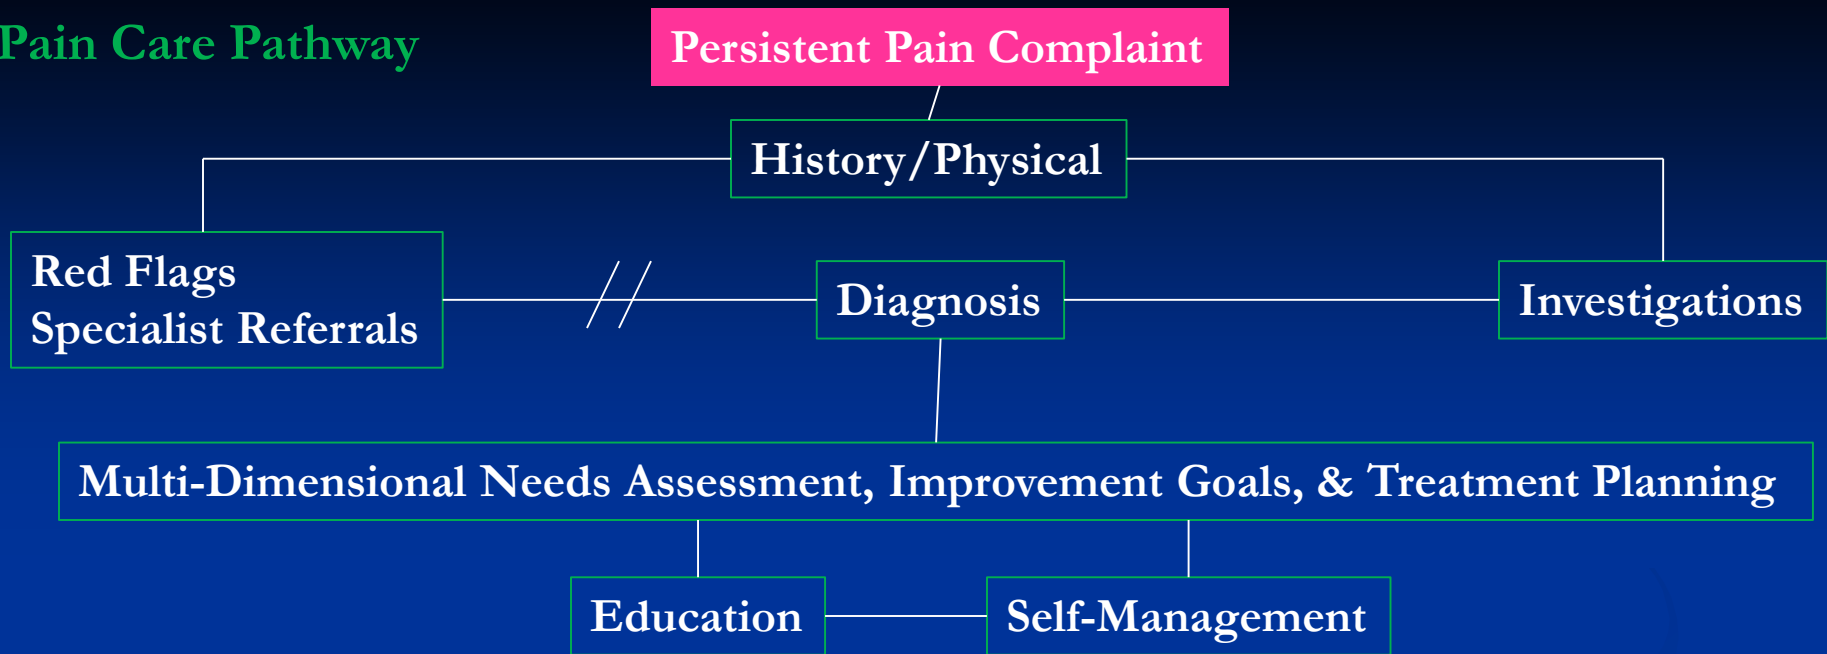 Pain Care Pathway
Persistent Pain Complaint
History/Physical
Red Flags
Specialist Referrals
Diagnosis
Investigations
Multi-Dimensional Needs Assessment, Improvement Goals, & Treatment Planning
Education
Self-Management